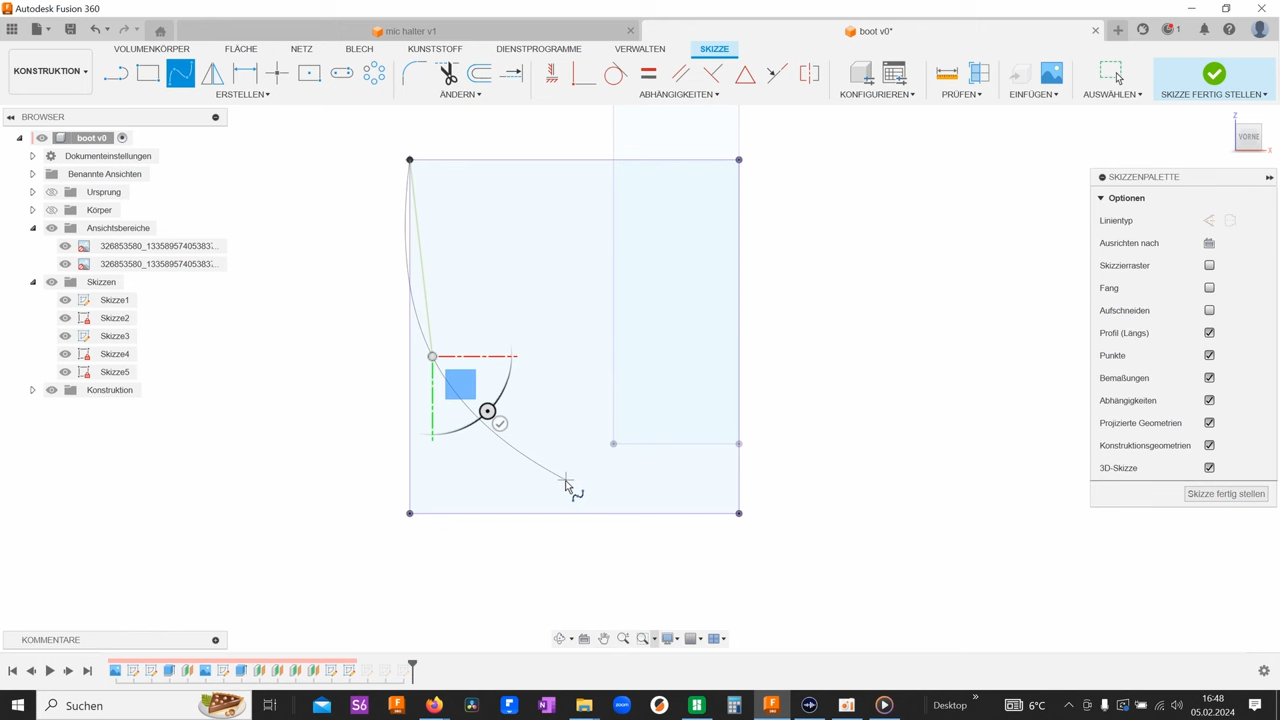 Autodesk Fusion 360
mic halter v1
boot v0*
1
KONSTRUKTION
VOLUMENKÖRPER
FLÄCHE
NETZ
BLECH
KUNSTSTOFF
DIENSTPROGRAMME
VERWALTEN
SKIZZE
ERSTELLEN
ÄNDERN
ABHÄNGIGKEITEN
KONFIGURIEREN
PRÜFEN
EINFÜGEN
AUSWÄHLEN
SKIZZE FERTIG STELLEN
BROWSER
boot v0
Dokumenteinstellungen
Benannte Ansichten
Ursprung
Körper
Ansichtsbereiche
326853580_13358957405383?...
326853580_13358957405383?...
Skizzen
Skizze1
Skizze2
Skizze3
Skizze4
Skizze5
Konstruktion
Z
VORNE
X
SKIZZENPALETTE
Optionen
Linientyp
Ausrichten nach
Skizzierraster
Fang
Aufschneiden
Profil (Längs)
Punkte
Bemaßungen
Abhängigkeiten
Projizierte Geometrien
Konstruktionsgeometrien
3D-Skizze
Skizze fertig stellen
KOMMENTARE
Suchen
Desktop
6°C
16:48
05.02.2024